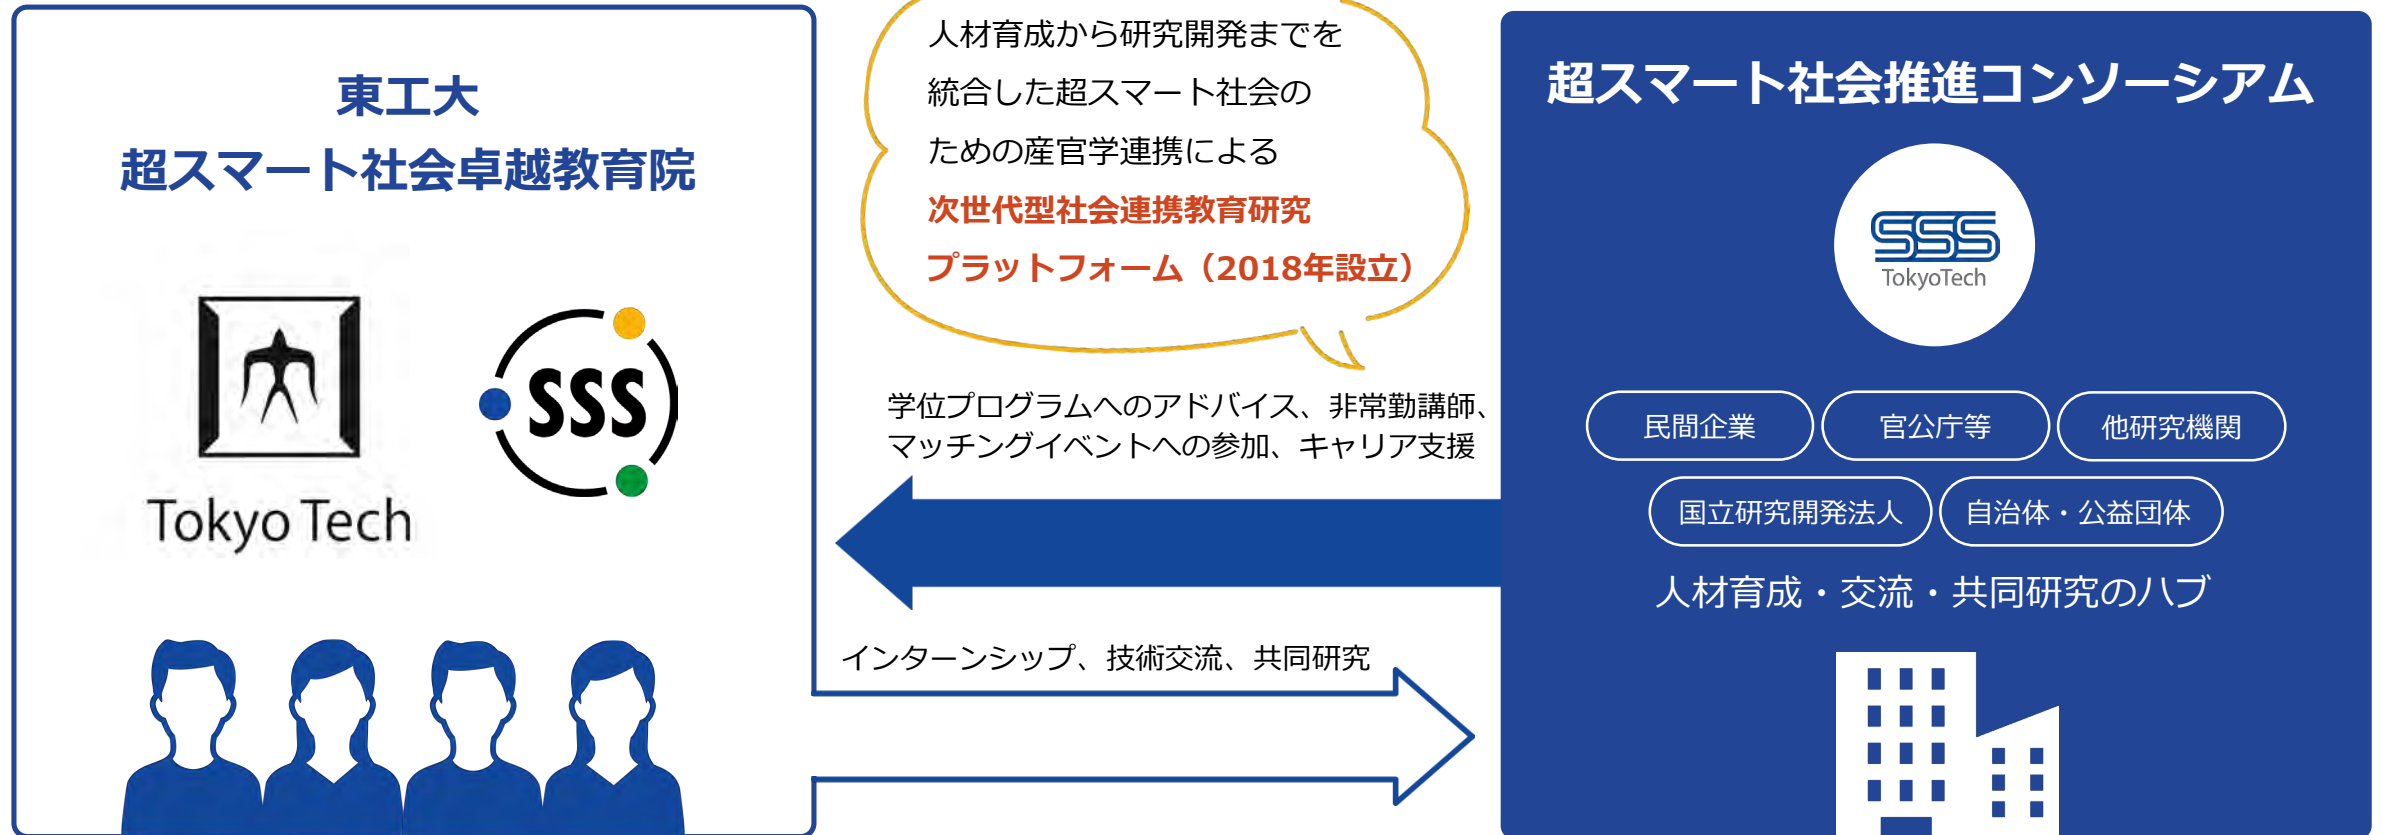 東工大
超スマート社会卓越教育院
Tokyo Tech
SSS
人材育成から研究開発までを
統合した超スマート社会の
ための産官学連携による
次世代型社会連携教育研究
プラットフォーム（2018年設立）
学位プログラムへのアドバイス、非常勤講師、
マッチングイベントへの参加、キャリア支援
インターンシップ、技術交流、共同研究
超スマート社会推進コンソーシアム
SSS
TokyoTech
民間企業
官公庁等
他研究機関
国立研究開発法人
自治体・公益団体
人材育成・交流・共同研究のハブ